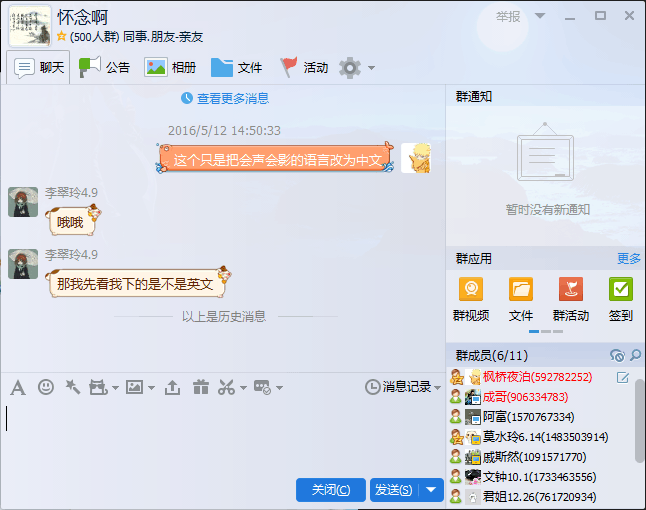 怀念啊
举报
(500人群) 同事.朋友-亲友
聊天
公告
相册
文件
活动
查看更多消息
2016/5/12 14:50:33
这个只是把会声会影的语言改为中文
李翠玲4.9
哦哦
李翠玲4.9
那我先看我下的是不是英文
以上是历史消息
消息记录
关闭(C)
发送(S)
群通知
暂时没有新通知
群应用
更多
群视频
文件
群活动
签到
群成员(6/11)
枫桥夜泊(592782252)
成哥(906334783)
阿富(1570767334)
莫水玲6.14(1483503914)
戚斯然(1091571770)
文钟10.1(1733463556)
君姐12.26(761720934)